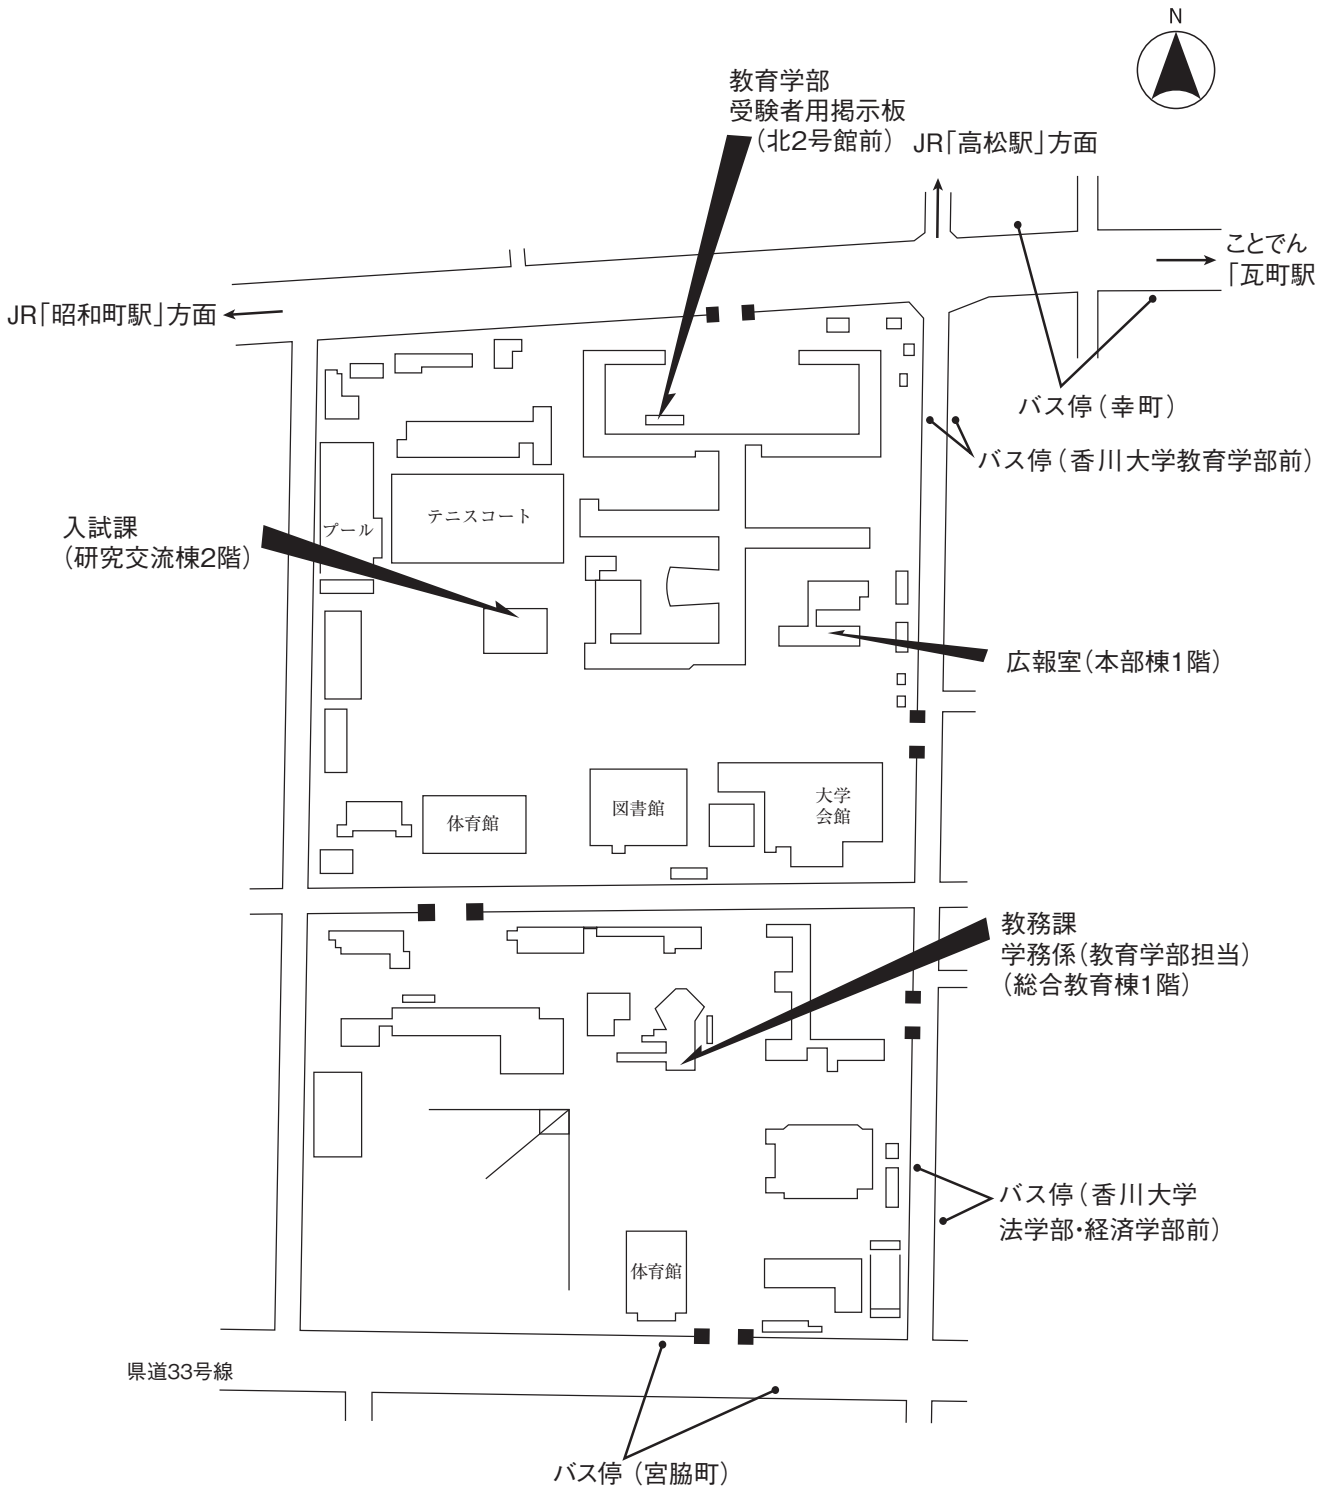 N
教育学部
受験者用掲示板
（北2号館前）
JR「高松駅」方面
ことでん
「瓦町駅
JR「昭和町駅」方面
バス停（幸町）
バス停（香川大学教育学部前）
入試課
（研究交流棟2階）
プール
テニスコート
広報室（本部棟1階）
体育館
図書館
大学
会館
教務課
学務係（教育学部担当）
（総合教育棟1階）
バス停（香川大学
法学部・経済学部前）
体育館
県道33号線
バス停（宮脇町）